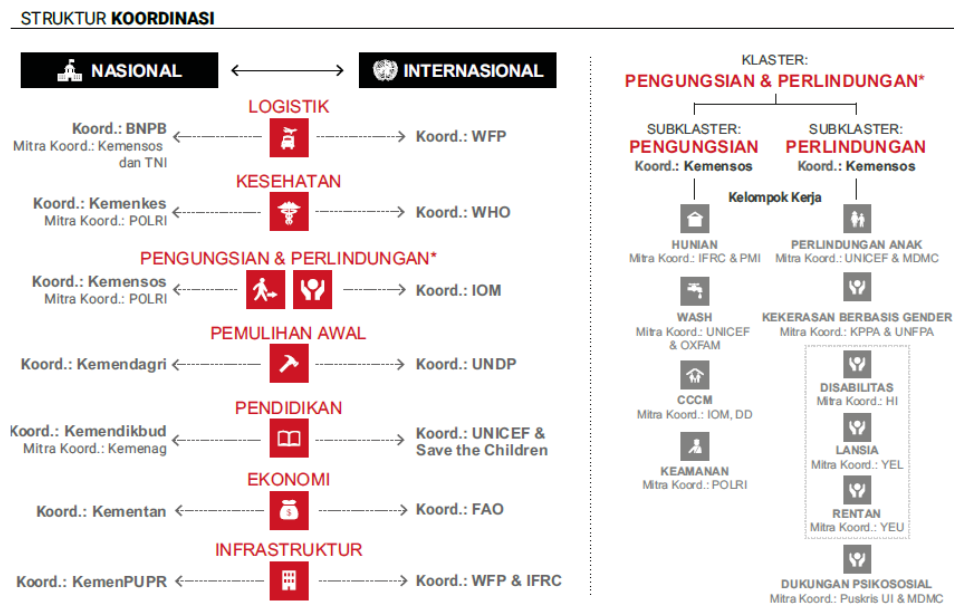 STRUKTUR KOORDINASI
NASIONAL
INTERNASIONAL
LOGISTIK
Koord.: BNPB
Mitra Koord.: Kemensos
dan TNI
Koord.: WFP
KESEHATAN
Koord.: Kemenkes
Mitra Koord.: POLRI
Koord.: WHO
PENGUNGSIAN & PERLINDUNGAN*
Koord.: Kemensos
Mitra Koord.: POLRI
Koord.: IOM
PEMULIHAN AWAL
Koord.: Kemendagri
Koord.: UNDP
PENDIDIKAN
Koord.: Kemendikbud
Mitra Koord.: Kemenag
Koord.: UNICEF &
Save the Children
EKONOMI
Koord.: Kementan
$
Koord.: FAO
INFRASTRUKTUR
Koord.: KemenPUPR
Koord.: WFP & IFRC
KLASTER:
PENGUNGSIAN & PERLINDUNGAN*
SUBKLASTER:
PENGUNGSIAN
Koord.: Kemensos
SUBKLASTER:
PERLINDUNGAN
Koord.: Kemensos
Kelompok Kerja
HUNIAN
Mitra Koord.: IFRC & PMI
WASH
Mitra Koord.: UNICEF
& OXFAM
CCCM
Mitra Koord.: IOM, DD
KEAMANAN
Mitra Koord.: POLRI
PERLINDUNGAN ANAK
Mitra Koord.: UNICEF & MDMC
KEKERASAN BERBASIS GENDER
Mitra Koord.: KPPA & UNFPA
DISABILITAS
Mitra Koord.: HI
LANSIA
Mitra Koord.: YEL
RENTAN
Mitra Koord.: YEU
DUKUNGAN PSIKOSOSIAL
Mitra Koord.: Puskris UI & MDMC